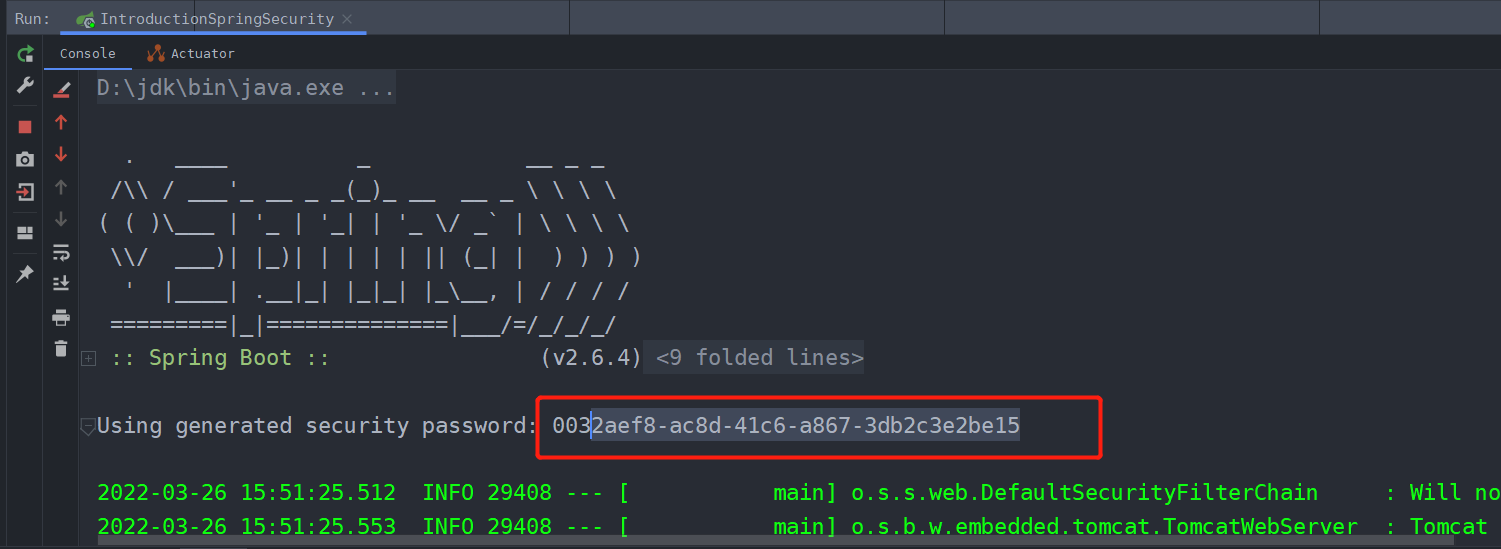 Run: IntroductionSpringSecurity
Console Actuator
D:\jdk\bin\java.exe ...
  .   ____          _            __ _ _
 /\\ / ___'_ __ _ _(_)_ __  __ _ \ \ \ \
( ( )\___ | '_ | '_| | '_ \/ _` | \ \ \ \
 \\/  ___)| |_)| | | | | || (_| |  ) ) ) )
  '  |____| .__|_| |_|_| |_\__, | / / / /
 =========|_|==============|___/=/_/_/_/
 :: Spring Boot ::                (v2.6.4) <9 folded lines>
Using generated security password: 0032aef8-ac8d-41c6-a867-3db2c3e2be15
2022-03-26 15:51:25.512  INFO 29408 --- [           main] o.s.s.web.DefaultSecurityFilterChain     : Will no
2022-03-26 15:51:25.553  INFO 29408 --- [           main] o.s.b.w.embedded.tomcat.TomcatWebServer  : Tomcat